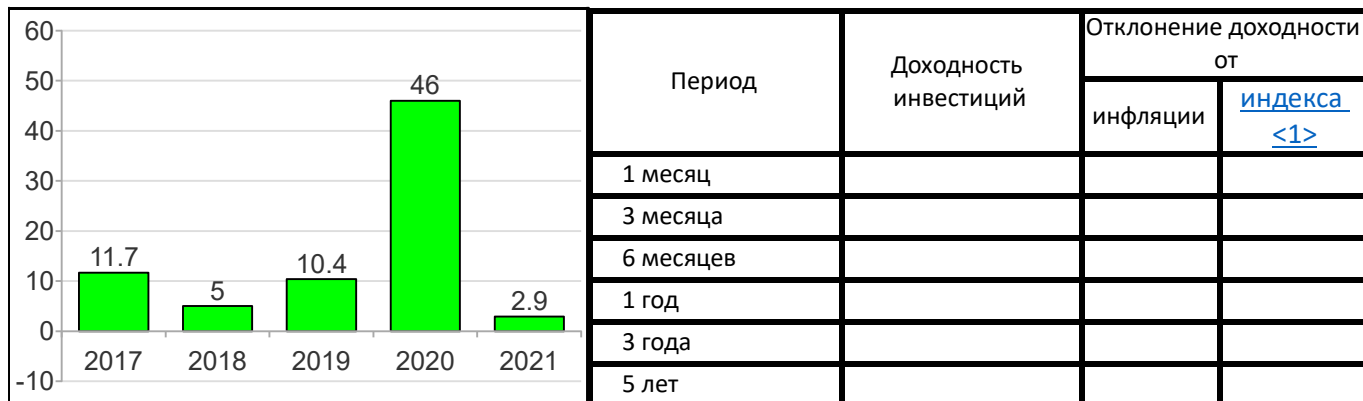 60
50
40
30
20
10
0
-10
11.7
5
10.4
46
2.9
2017 2018 2019 2020 2021
Период
Доходность
инвестиций
Отклонение доходности
от
инфляции
индекса
<1>
1 месяц
3 месяца
6 месяцев
1 год
3 года
5 лет